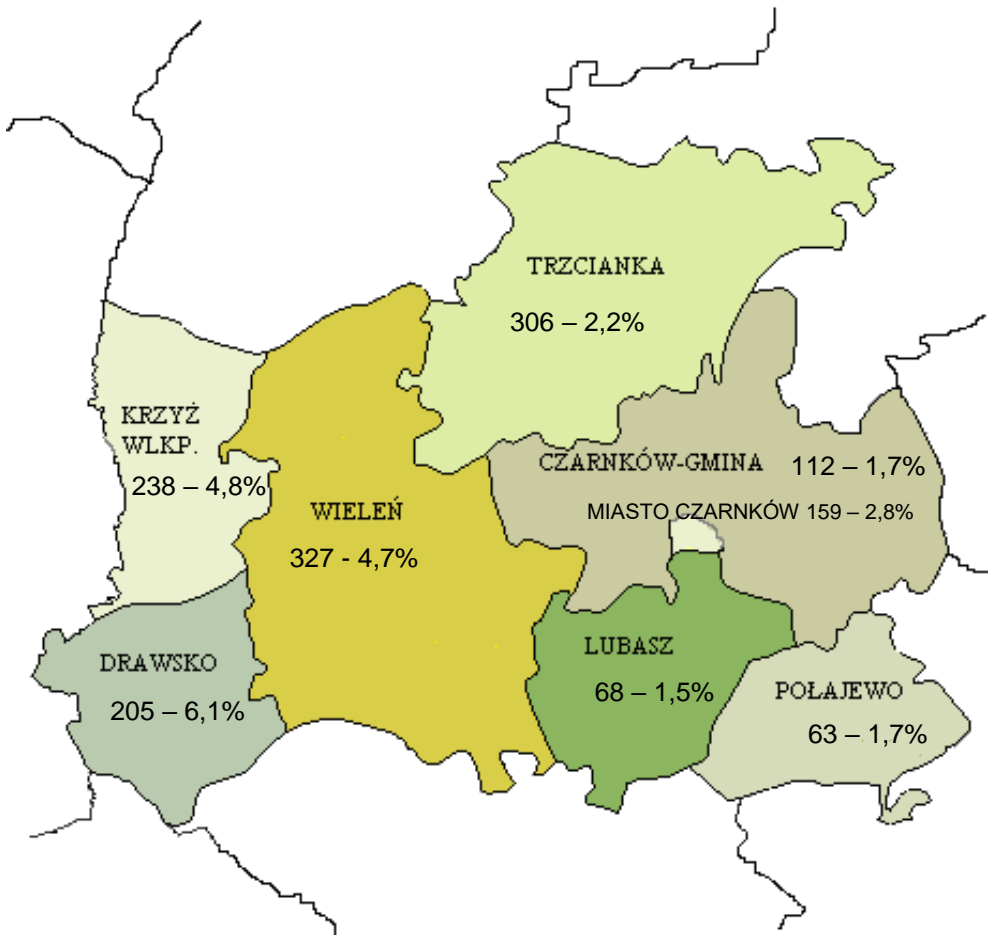 TRZCIANKA
306 – 2,2%
KRZYŻ
WLKP.
238 – 4,8%
CZARNKÓW-GMINA 112 – 1,7%
MIASTO CZARNKÓW 159 – 2,8%
WIELEŃ
327 - 4,7%
DRAWSKO
205 – 6,1%
LUBASZ
68 – 1,5%
POŁAJEWO
63 – 1,7%